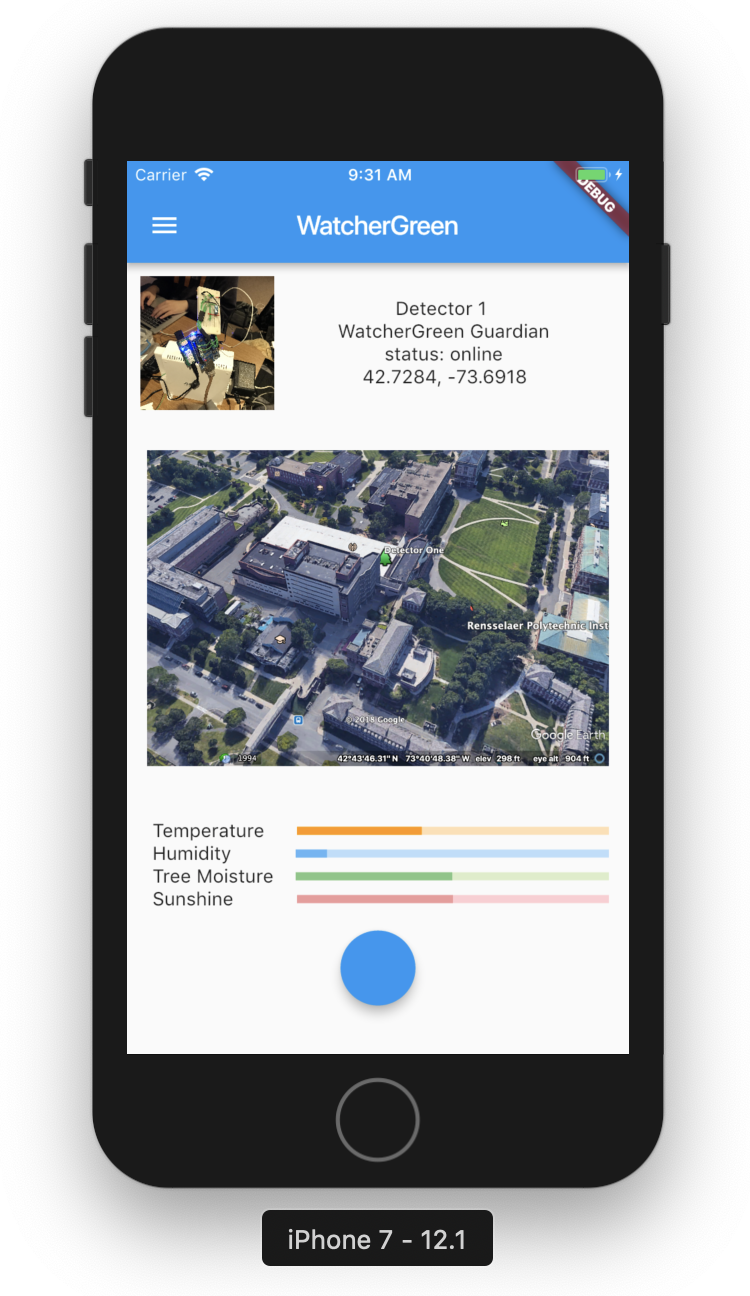 Carrier 9:31 AM
DEBUG
WatcherGreen
Detector 1
WatcherGreen Guardian
status: online
42.7284, -73.6918
Detector One
Rensselaer Polytechnic Inst
© 2018 Google
Google Earth
1994 42°43'46.31" N 73°40'48.38" W elev 298 ft eye alt 904 ft
Temperature
Humidity
Tree Moisture
Sunshine
iPhone 7 - 12.1